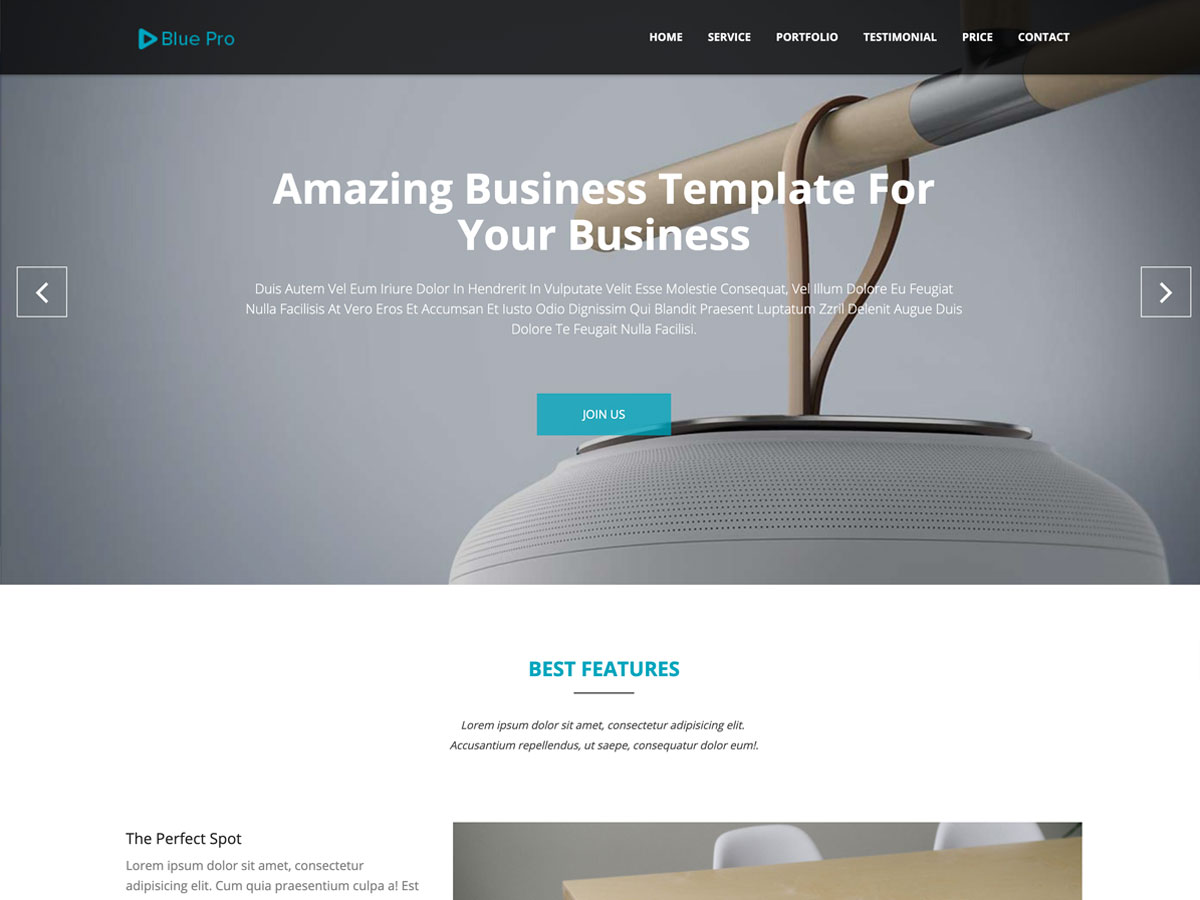 Blue Pro
HOME SERVICE PORTFOLIO TESTIMONIAL PRICE CONTACT
Amazing Business Template For
Your Business
Duis Autem Vel Eum Iriure Dolor In Hendrerit In Vulputate Velit Esse Molestie Consequat, Vel Illum Dolore Eu Feugiat
Nulla Facilisis At Vero Eros Et Accumsan Et Iusto Odio Dignissim Qui Blandit Praesent Luptatum Zzril Delenit Augue Duis
Dolore Te Feugait Nulla Facilisi.
JOIN US
BEST FEATURES
Lorem ipsum dolor sit amet, consectetur adipisicing elit.
Accusantium repellendus, ut saepe, consequatur dolor eum!.
The Perfect Spot
Lorem ipsum dolor sit amet, consectetur
adipisicing elit. Cum quia praesentium culpa a! Est